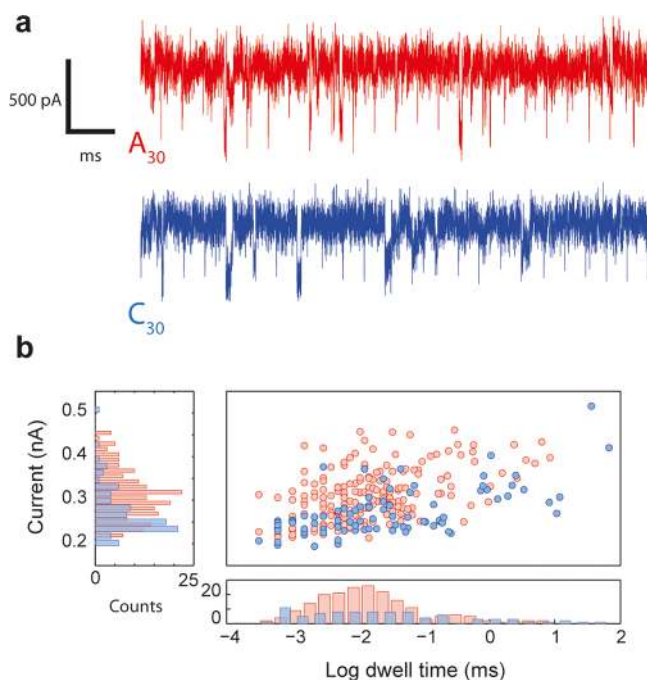 a
500 pA
ms
A30
C30
b
Current (nA)
0.5
0.4
0.3
0.2
0
25
Counts
20
0
−4 −3 −2 −1 0 1 2
Log dwell time (ms)